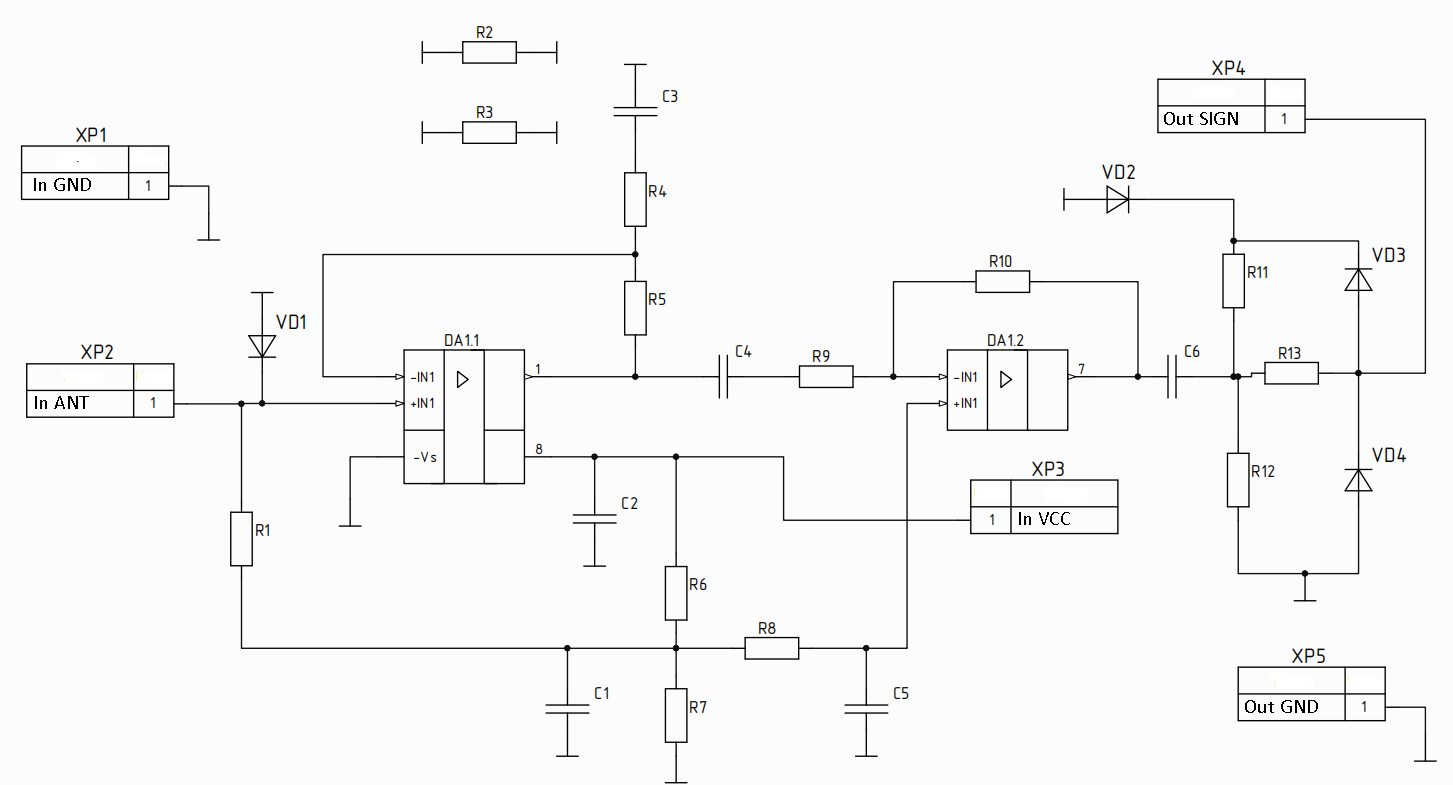 R2
XP4
C3
Out SIGN 1
R3
XP1
VD2
In GND 1
R4
VD3
R10
R11
R5
VD1
DA1.1
DA1.2
XP2
C4
R9
C6
R13
-IN1 1
-IN1 7
In ANT 1
+IN1
+IN1
-Vs 8
VD4
XP3
R12
C2
1 In VCC
R1
R6
R8
XP5
C1
R7
C5
Out GND 1